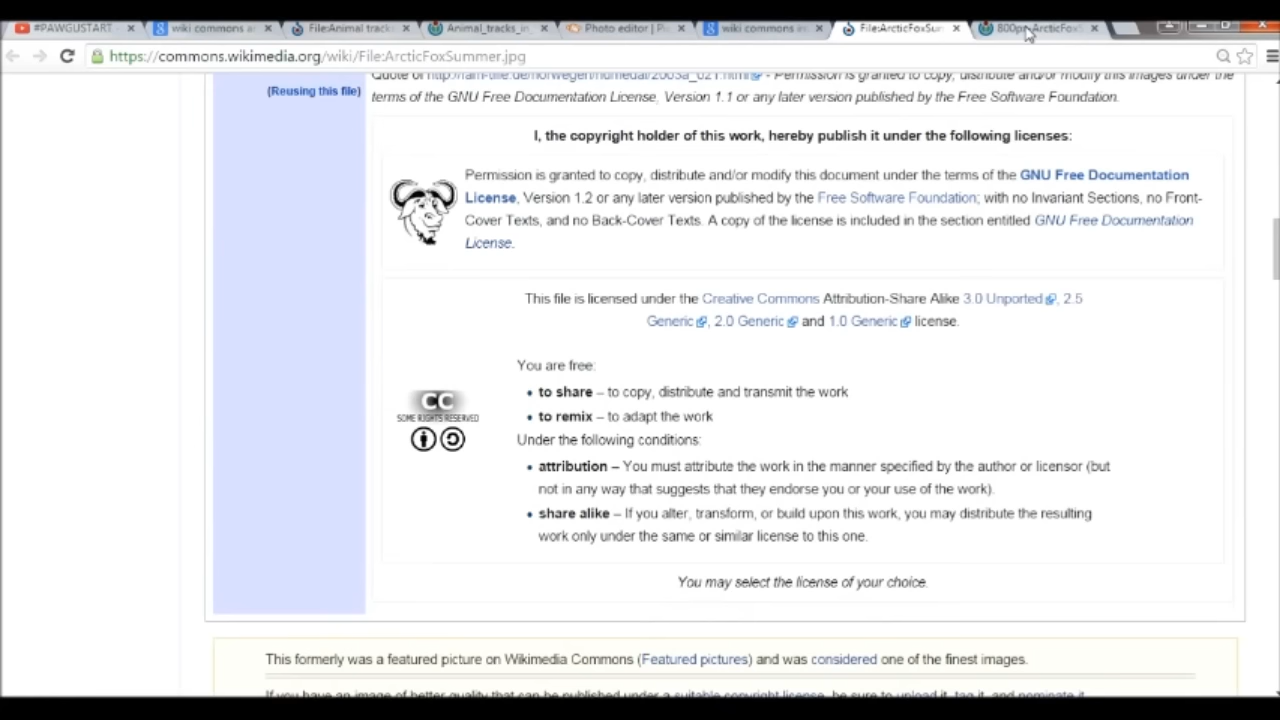 #PAWGUSTART
wiki commons a
File:Animal track
Animal_tracks_in
Photo editor |
wiki commons
File:ArcticFoxSu
800px-ArcticFox
https://commons.wikimedia.org/wiki/File:ArcticFoxSummer.jpg
Quote of - Permission is granted to copy, distribute and/or modify this images under the
(Reusing this file)
terms of the GNU Free Documentation License, Version 1.1 or any later version published by the Free Software Foundation.
I, the copyright holder of this work, hereby publish it under the following licenses:
Permission is granted to copy, distribute and/or modify this document under the terms of the GNU Free Documentation
License, Version 1.2 or any later version published by the Free Software Foundation; with no Invariant Sections, no Front-
Cover Texts, and no Back-Cover Texts. A copy of the license is included in the section entitled GNU Free Documentation
License.
This file is licensed under the Creative Commons Attribution-Share Alike 3.0 Unported, 2.5
Generic, 2.0 Generic and 1.0 Generic license.
You are free:
• to share – to copy, distribute and transmit the work
CC
SOME RIGHTS RESERVED
• to remix – to adapt the work
Under the following conditions:
• attribution – You must attribute the work in the manner specified by the author or licensor (but
not in any way that suggests that they endorse you or your use of the work).
• share alike – If you alter, transform, or build upon this work, you may distribute the resulting
work only under the same or similar license to this one.
You may select the license of your choice.
This formerly was a featured picture on Wikimedia Commons (Featured pictures) and was considered one of the finest images.
If you have an image of better quality that can be published under a suitable copyright license, be sure to upload it, tag it, and nominate it.